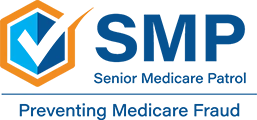 SMP
Senior Medicare Patrol
Preventing Medicare Fraud